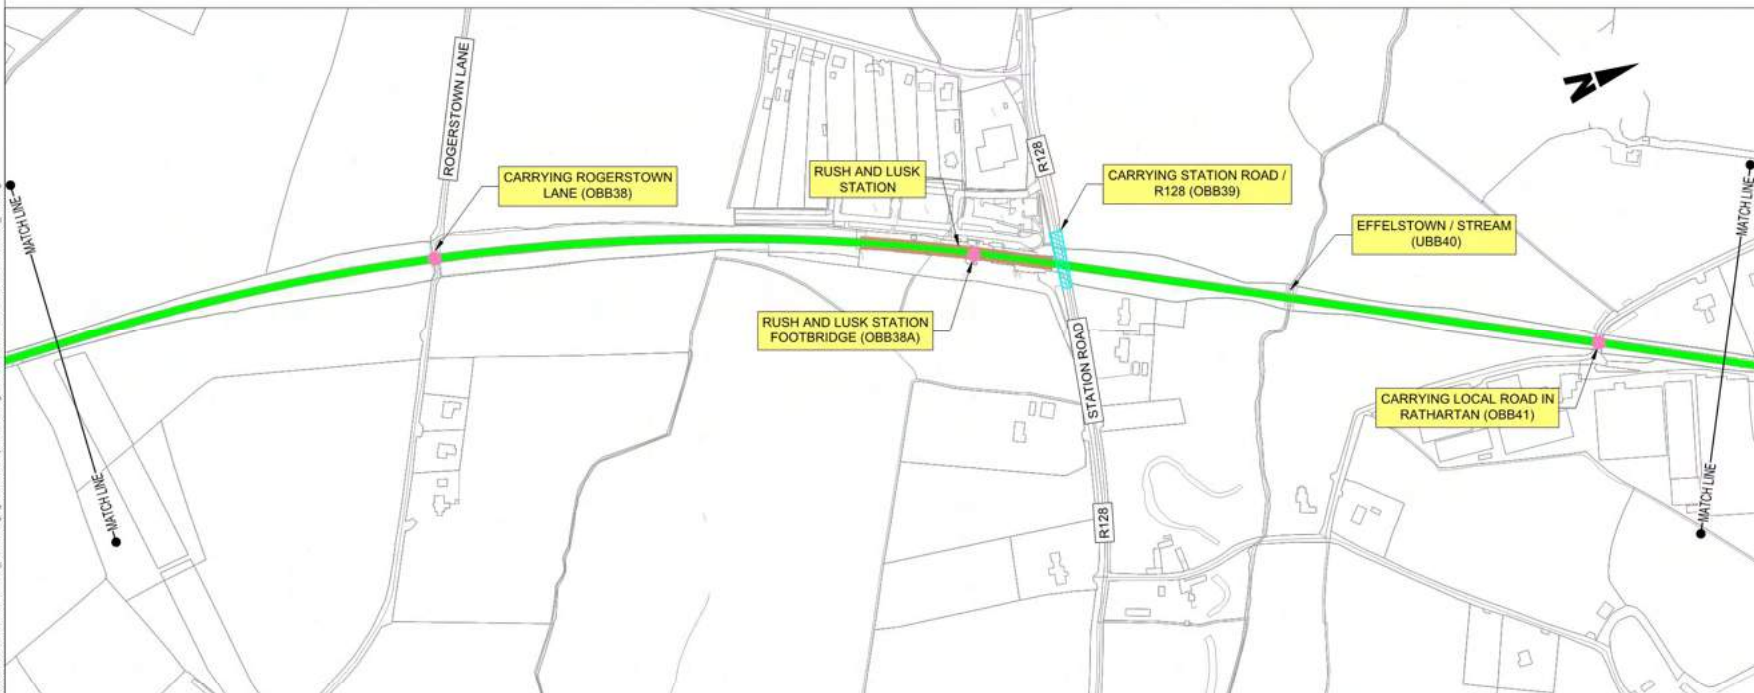 ROGERSTOWN LANE
CARRYING ROGERSTOWN
LANE (OBB38)
RUSH AND LUSK
STATION
R128
CARRYING STATION ROAD /
R128 (OBB39)
N
MATCH LINE
MATCH LINE
EFFELSTOWN / STREAM
(UBB40)
RUSH AND LUSK STATION
FOOTBRIDGE (OBB38A)
STATION ROAD
CARRYING LOCAL ROAD IN
RATHARTAN (OBB41)
MATCH LINE
R128
MATCH LINE